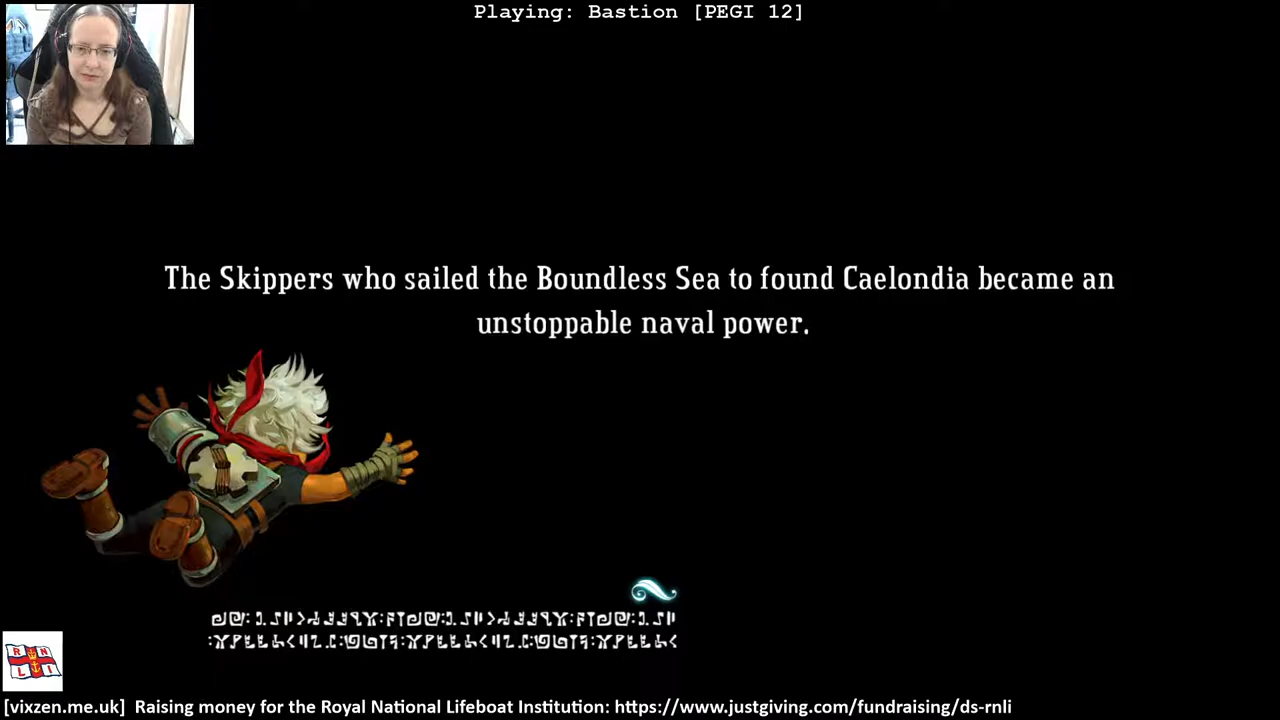 Playing: Bastion [PEGI 12]
The Skippers who sailed the Boundless Sea to found Caelondia became an
unstoppable naval power.
R N
L I
[vixzen.me.uk] Raising money for the Royal National Lifeboat Institution: https://www.justgiving.com/fundraising/ds-rnli